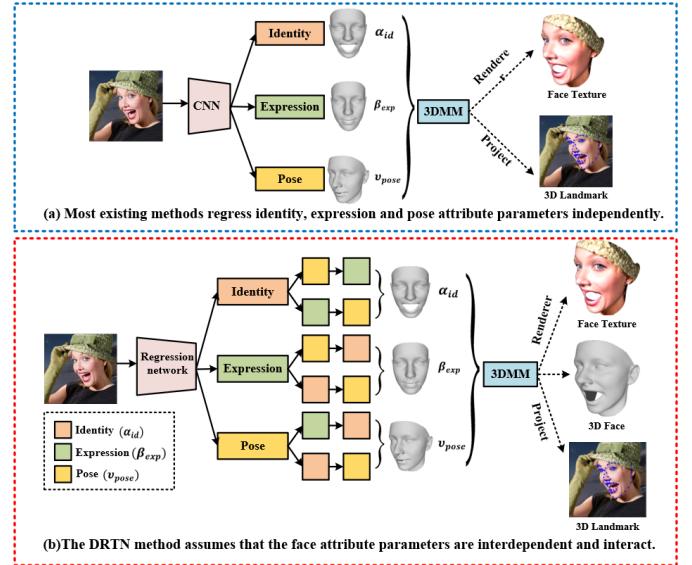 Identity
α_id
CNN
Expression
β_exp
3DMM
Rendere
r
Face Texture
Pose
υ_pose
Project
3D Landmark
(a) Most existing methods regress identity, expression and pose attribute parameters independently.
Identity
α_id
Renderer
Face Texture
Regression
network
Expression
β_exp
3DMM
3D Face
Identity (α_id)
Expression (β_exp)
Pose (υ_pose)
Pose
υ_pose
Project
3D Landmark
(b)The DRTN method assumes that the face attribute parameters are interdependent and interact.